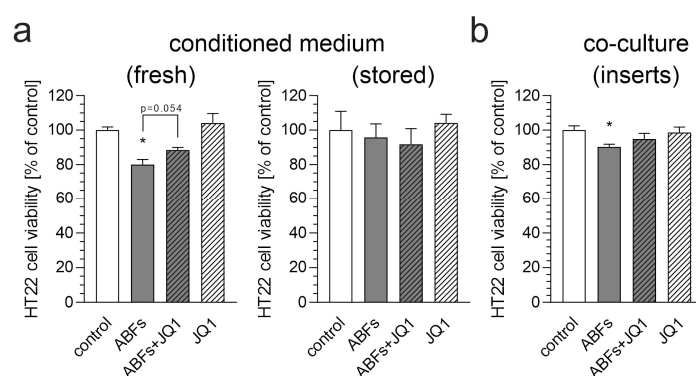 a
conditioned medium
(fresh)
(stored)
HT22 cell viability [% of control]
120
100
80
60
40
20
0
p=0.054
*
control
ABFs
ABFs+JQ1
JQ1
HT22 cell viability [% of control]
120
100
80
60
40
20
0
control
ABFs
ABFs+JQ1
JQ1
b
co-culture
(inserts)
HT22 cell viability [% of control]
120
100
80
60
40
20
0
*
control
ABFs
ABFs+JQ1
JQ1